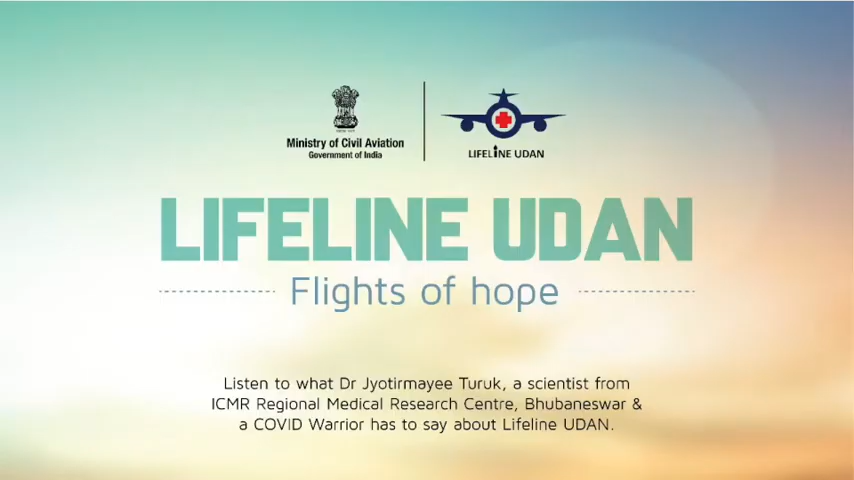 Ministry of Civil Aviation
Government of India
LIFELINE UDAN
LIFELINE UDAN
Flights of hope
Listen to what Dr Jyotirmayee Turuk, a scientist from
ICMR Regional Medical Research Centre, Bhubaneswar &
a COVID Warrior has to say about Lifeline UDAN.